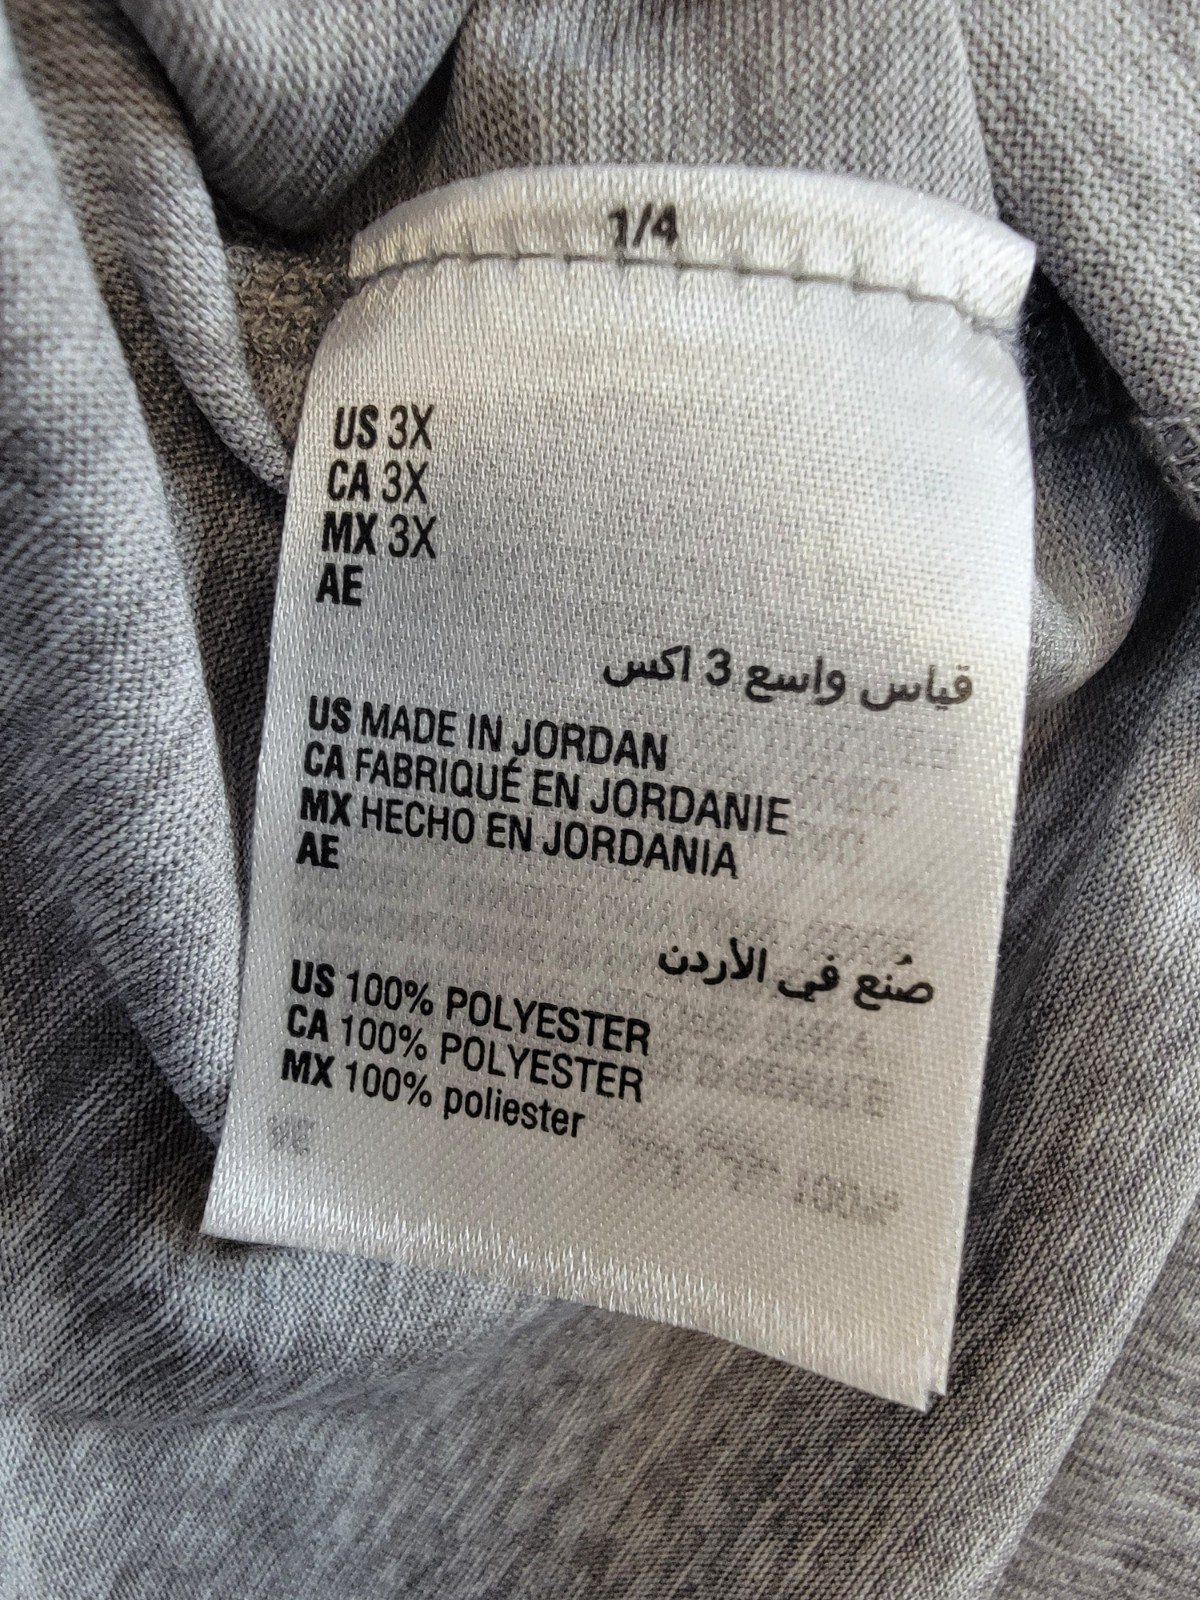 1/4
US 3X
CA 3X
MX 3X
AE
قياس واسع 3 اكس
US MADE IN JORDAN
CA FABRIQUÉ EN JORDANIE
MX HECHO EN JORDANIA
AE
صُنع في الأردن
US 100% POLYESTER
CA 100% POLYESTER
MX 100% poliester